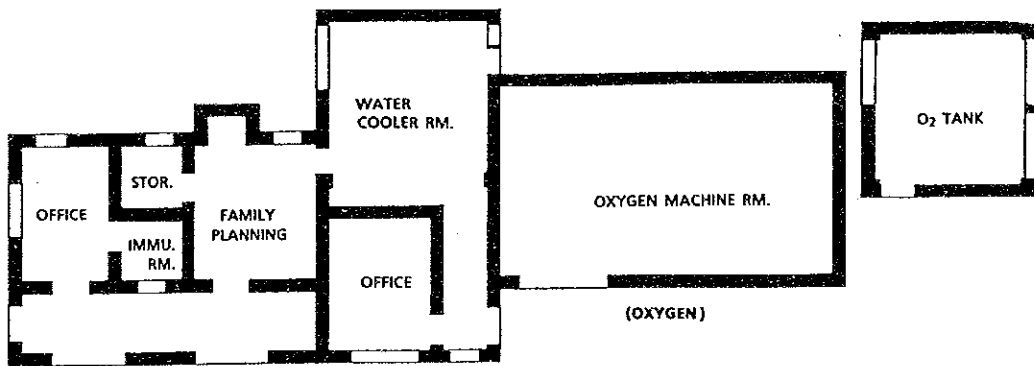 WATER
COOLER RM.
O₂ TANK
STOR.
OXYGEN MACHINE RM.
OFFICE
FAMILY
PLANNING
IMMU.
RM.
OFFICE
(OXYGEN)